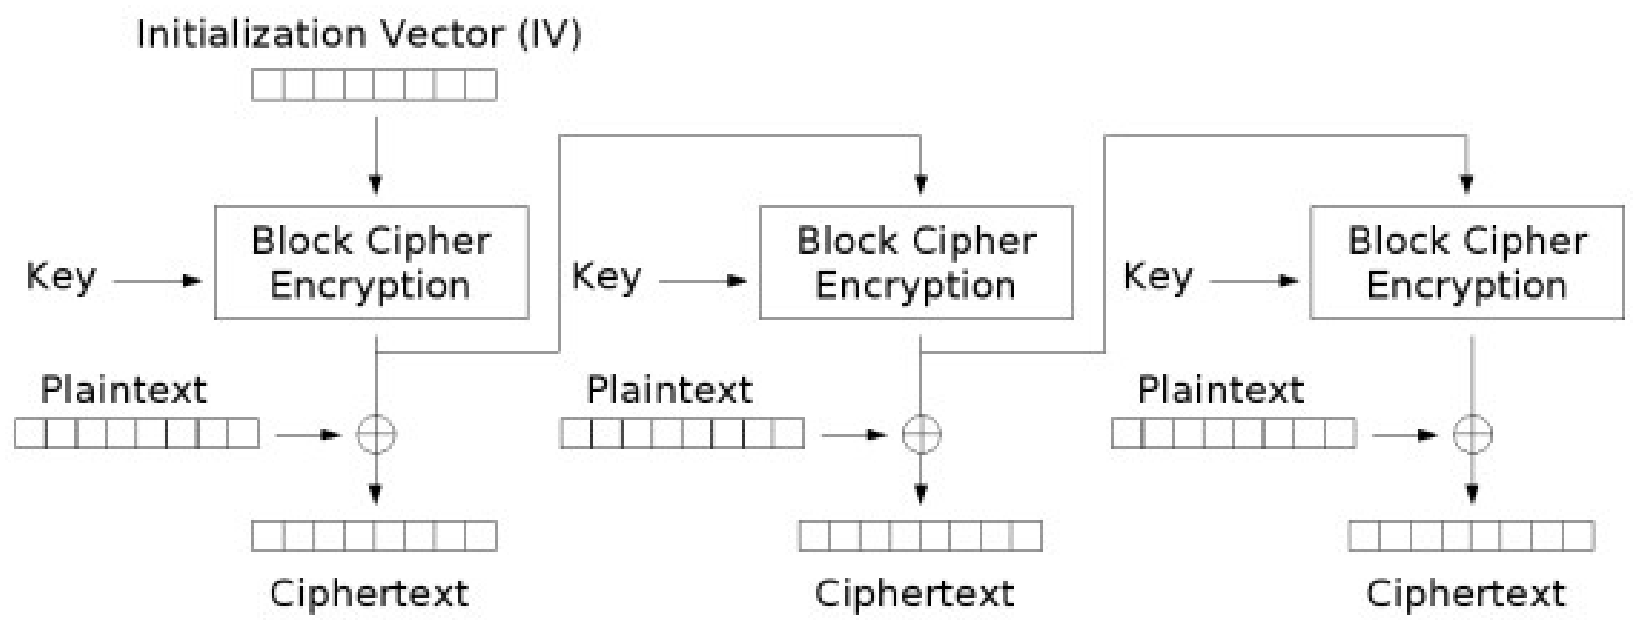 Initialization Vector (IV)
Block Cipher
Encryption
Key
Block Cipher
Encryption
Key
Block Cipher
Encryption
Key
Plaintext
Plaintext
Plaintext
Ciphertext
Ciphertext
Ciphertext